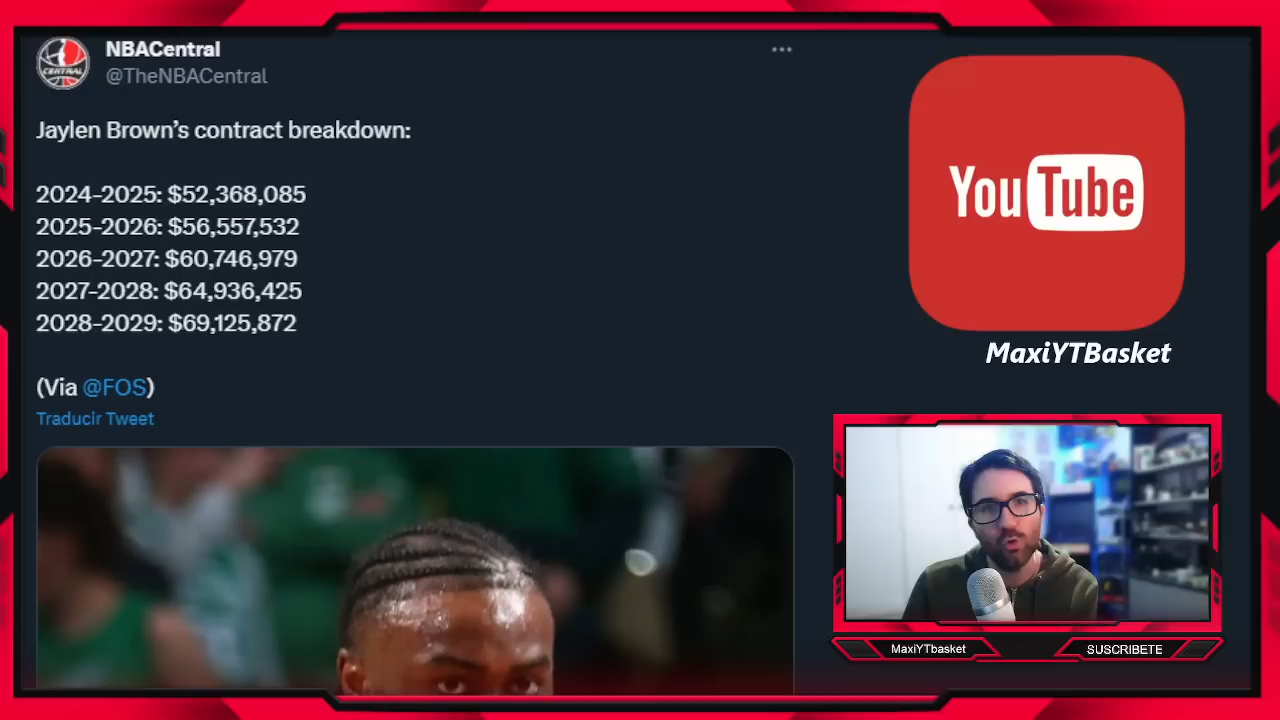 NBACentral
@TheNBACentral
Jaylen Brown’s contract breakdown:
2024-2025: $52,368,085
2025-2026: $56,557,532
2026-2027: $60,746,979
2027-2028: $64,936,425
2028-2029: $69,125,872
(Via @FOS)
Traducir Tweet
YouTube
MaxiYTBasket
MaxiYTbasket
SUSCRIBETE